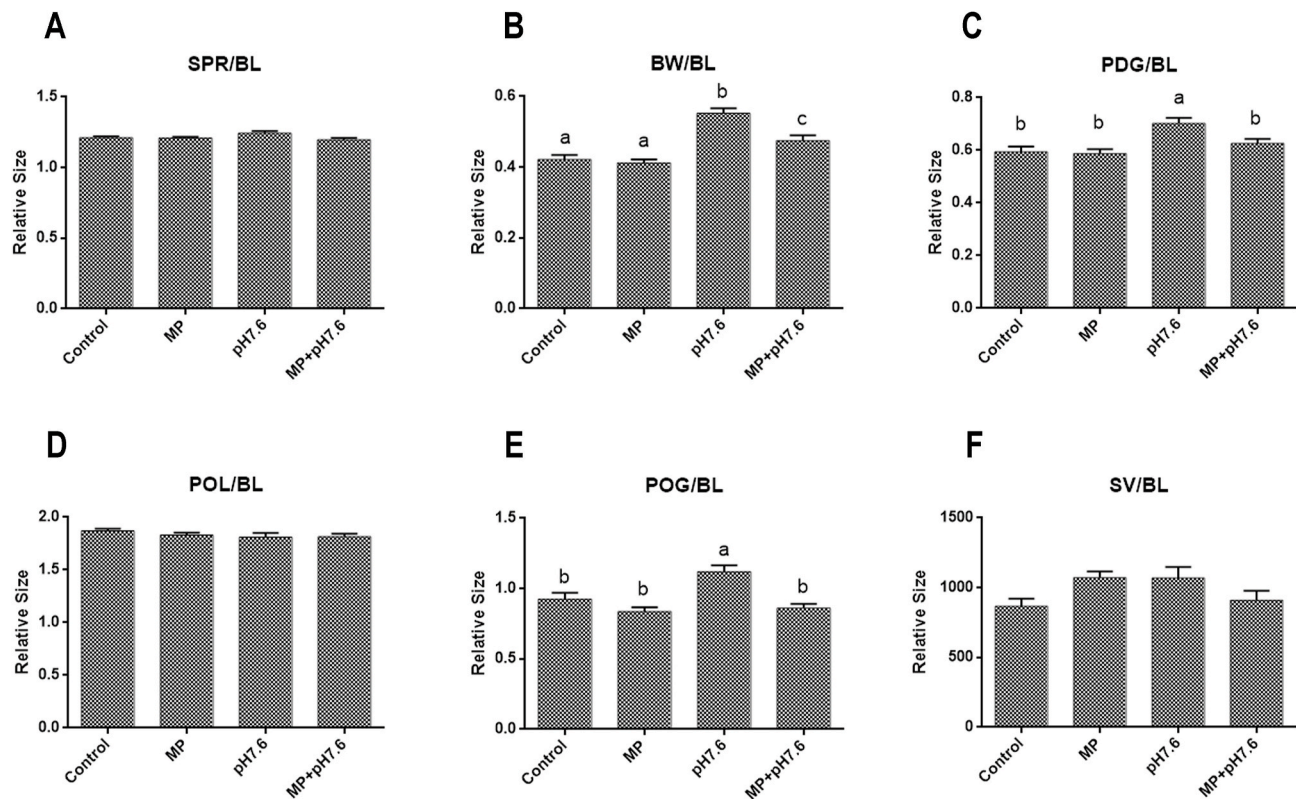 A
SPR/BL
Relative Size
1.5
1.0
0.5
0.0
Control
MP
pH7.6
MP+pH7.6
B
BW/BL
Relative Size
0.6
0.4
0.2
0.0
a
a
b
c
Control
MP
pH7.6
MP+pH7.6
C
PDG/BL
Relative Size
0.8
0.6
0.4
0.2
0.0
b
b
a
b
Control
MP
pH7.6
MP+pH7.6
D
POL/BL
Relative Size
2.0
1.5
1.0
0.5
0.0
Control
MP
pH7.6
MP+pH7.6
E
POG/BL
Relative Size
1.5
1.0
0.5
0.0
b
b
a
b
Control
MP
pH7.6
MP+pH7.6
F
SV/BL
Relative Size
1500
1000
500
0
Control
MP
pH7.6
MP+pH7.6